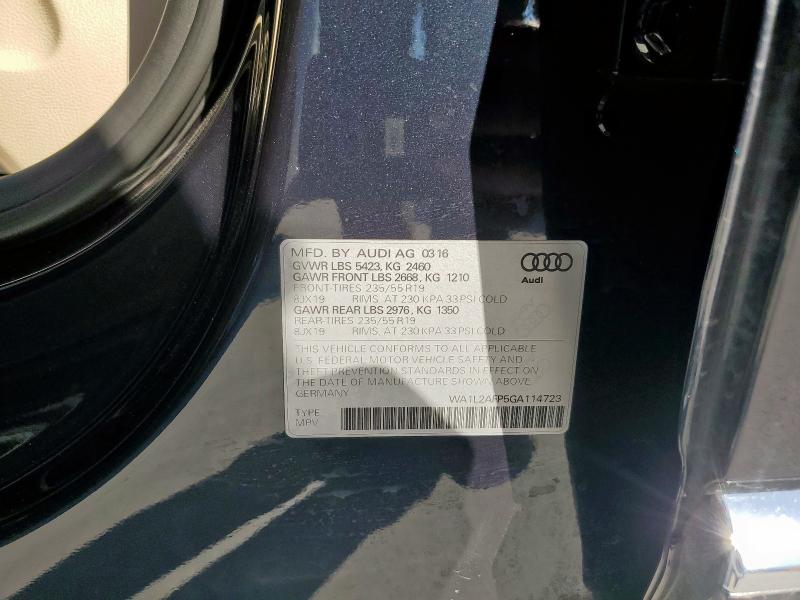 MFD. BY AUDI AG 03 16
GVWR LBS 5423, KG 2460
GAWR FRONT LBS 2668, KG 1210
FRONT-TIRES 235/55 R19
8JX19 RIMS, AT 230 KPA 33 PSI COLD
GAWR REAR LBS 2976, KG 1350
REAR-TIRES 235/55 R19
8JX19 RIMS, AT 230 KPA 33 PSI COLD
Audi
THIS VEHICLE CONFORMS TO ALL APPLICABLE
U.S. FEDERAL MOTOR VEHICLE SAFETY AND
THEFT PREVENTION STANDARDS IN EFFECT ON
THE DATE OF MANUFACTURE SHOWN ABOVE.
GERMANY
WA1L2AFP5GA114723
TYPE
MPV